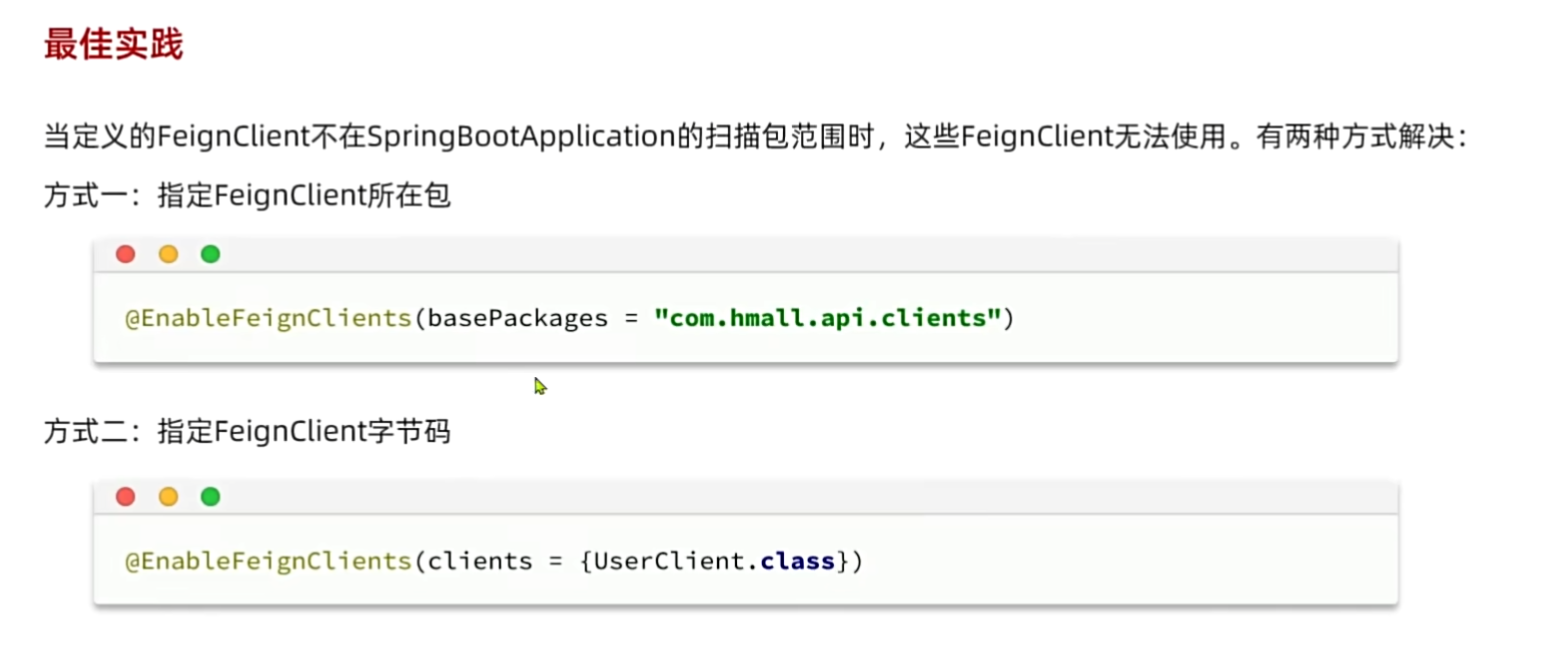 最佳实践
当定义的FeignClient不在SpringBootApplication的扫描包范围时，这些FeignClient无法使用。有两种方式解决：
方式一：指定FeignClient所在包
@EnableFeignClients(basePackages = "com.hmall.api.clients")
方式二：指定FeignClient字节码
@EnableFeignClients(clients = {UserClient.class})